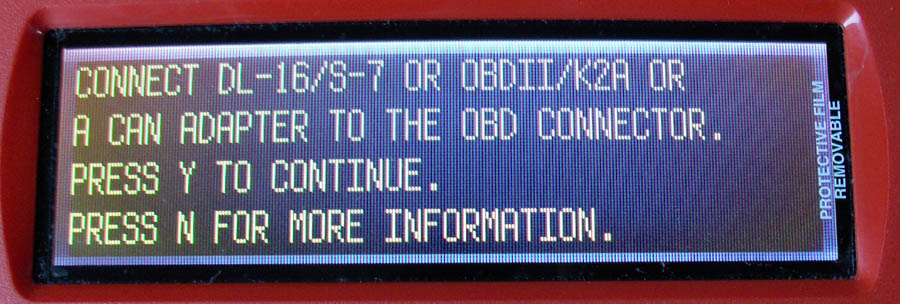 CONNECT DL-16/S-7 OR OBDII/K2A OR
A CAN ADAPTER TO THE OBD CONNECTOR.
PRESS Y TO CONTINUE.
PRESS N FOR MORE INFORMATION.
PROTECTIVE FILM
REMOVABLE